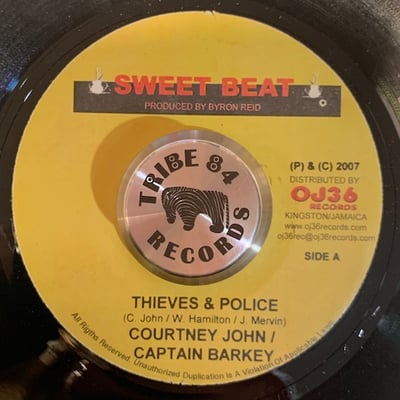 SWEET BEAT
PRODUCED BY BYRON REID
(P) & (C) 2007
DISTRIBUTED BY
OJ36
RECORDS
KINGSTON/JAMAICA
www.oj36records.com
oj36rec@oj36records.com
SIDE A
TRIBE 84
RECORDS
THIEVES & POLICE
(C. John / W. Hamilton / J. Mervin)
COURTNEY JOHN /
CAPTAIN BARKEY
All Rigths Reserved. Unauthorized Duplication Is A Violation Of Applicable Laws